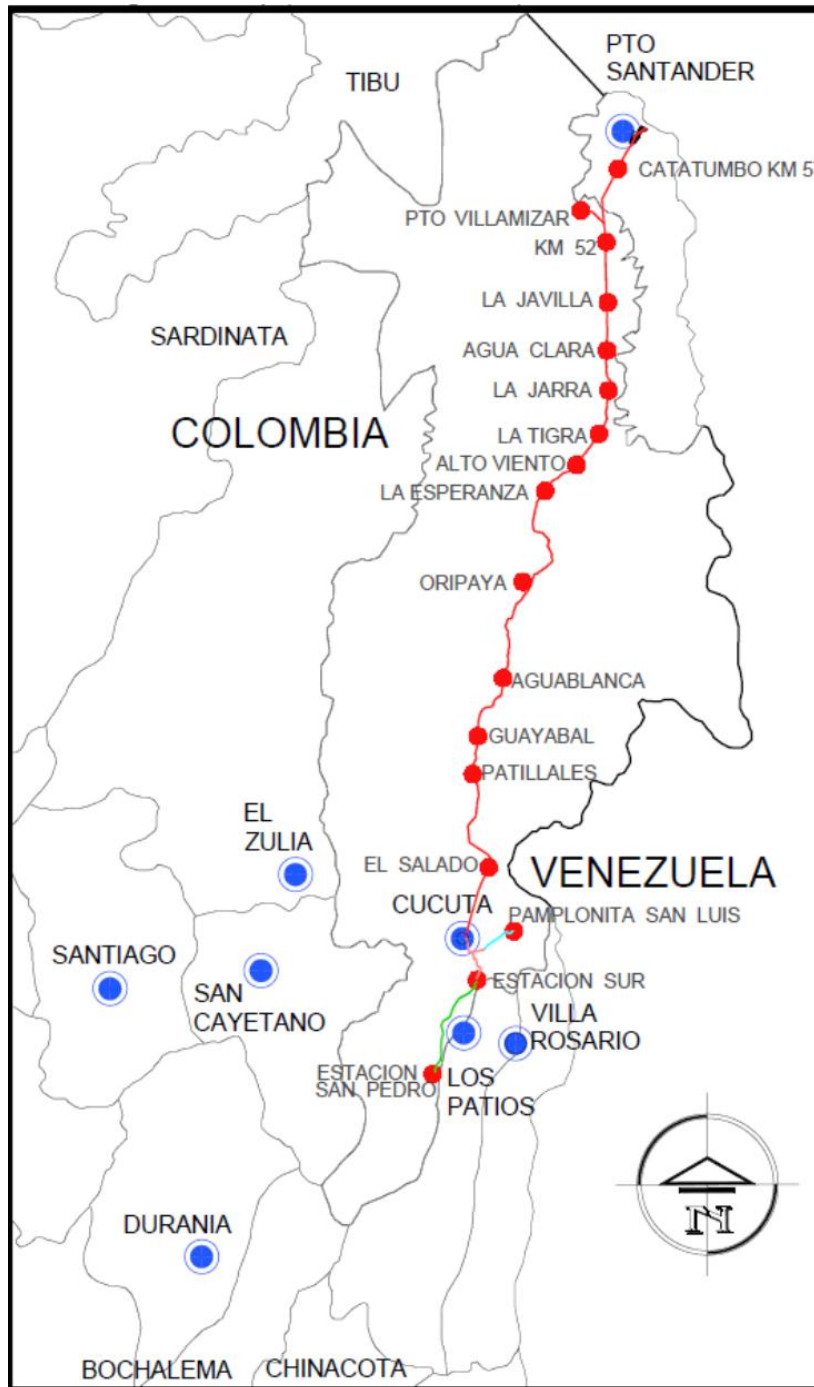 PTO
SANTANDER
TIBU
CATATUMBO KM 5
PTO VILLAMIZAR
KM 52
LA JAVILLA
SARDINATA
AGUA CLARA
LA JARRA
COLOMBIA
LA TIGRA
ALTO VIENTO
LA ESPERANZA
ORIPAYA
AGUABLANCA
GUAYABAL
PATILLALES
EL
ZULIA
EL SALADO
VENEZUELA
CUCUTA
PAMPLONITA SAN LUIS
SANTIAGO
SAN
CAYETANO
ESTACION SUR
VILLA
ROSARIO
ESTACION
SAN PEDRO
LOS
PATIOS
N
DURANIA
BOCHALEMA
CHINACOTA